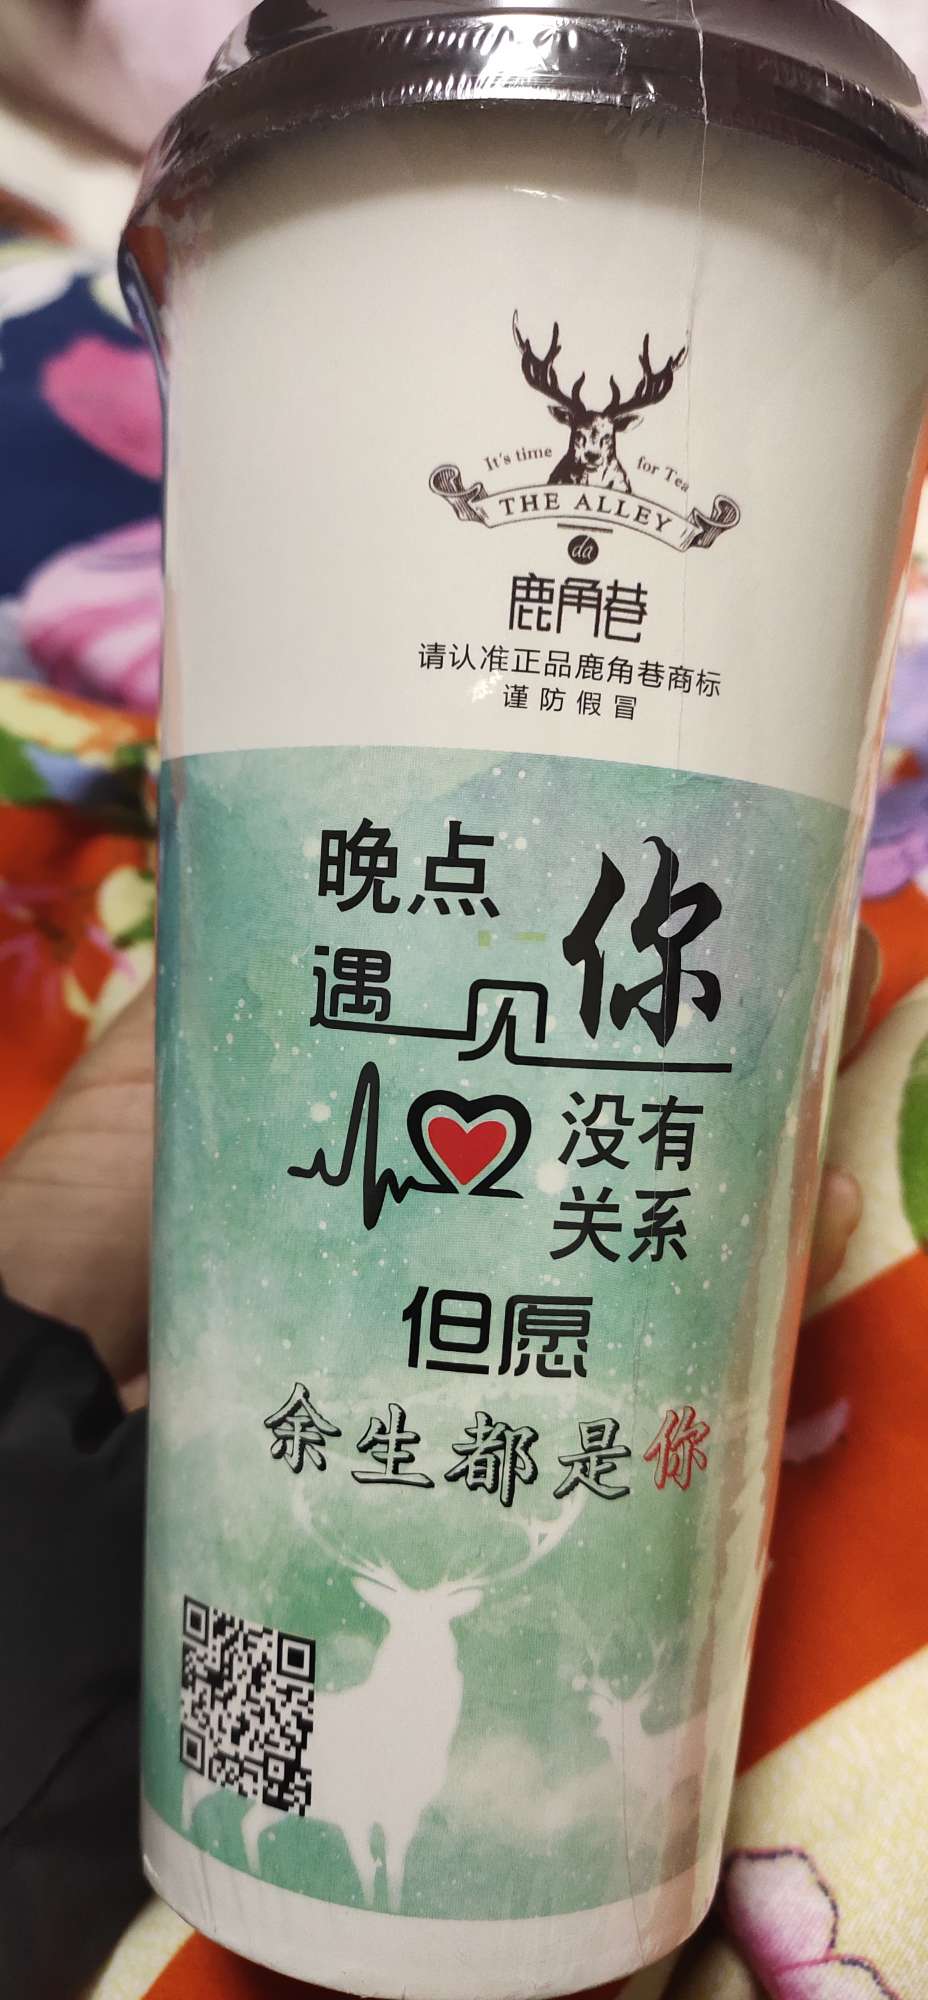 It's time for Tea
THE ALLEY
da
鹿角巷
请认准正品鹿角巷商标
谨防假冒
晚点
遇见你
没有
关系
但愿
余生都是你